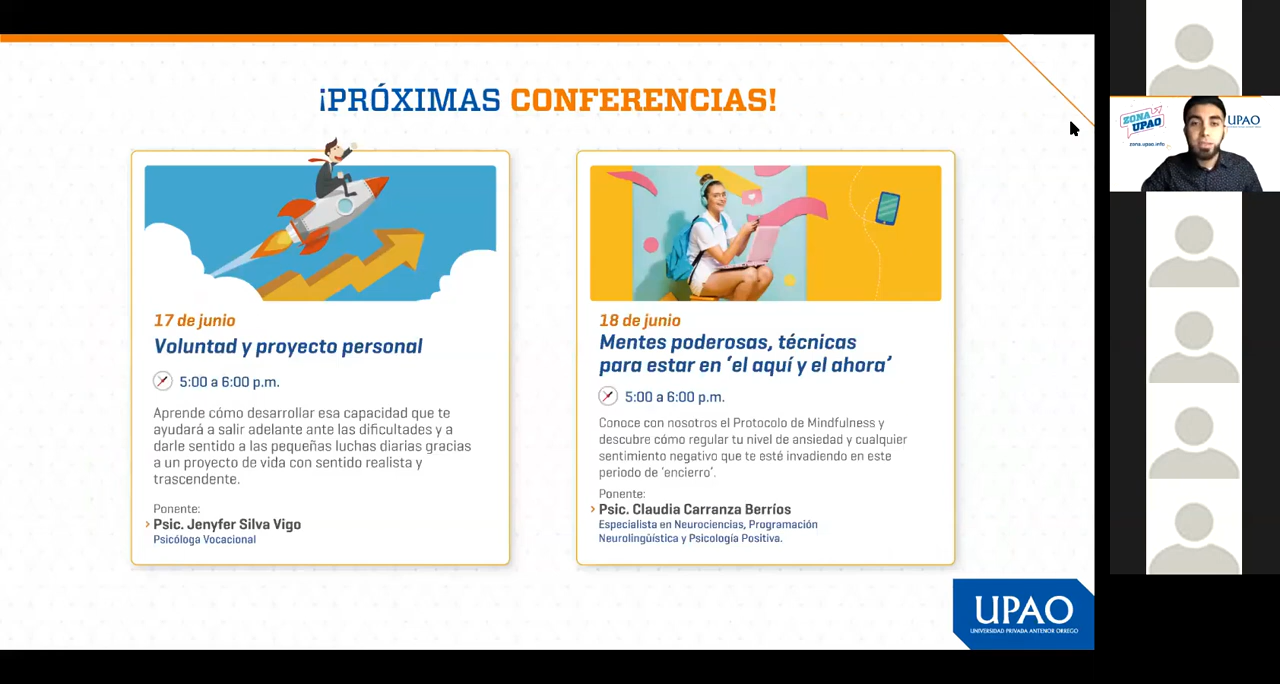 ¡PRÓXIMAS CONFERENCIAS!
17 de junio
Voluntad y proyecto personal
5:00 a 6:00 p.m.
Aprende cómo desarrollar esa capacidad que te
ayudará a salir adelante ante las dificultades y a
darle sentido a las pequeñas luchas diarias gracias
a un proyecto de vida con sentido realista y
trascendente.
Ponente:
› Psic. Jenyfer Silva Vigo
Psicóloga Vocacional
18 de junio
Mentes poderosas, técnicas
para estar en ‘el aquí y el ahora’
5:00 a 6:00 p.m.
Conoce con nosotros el Protocolo de Mindfulness y
descubre cómo regular tu nivel de ansiedad y cualquier
sentimiento negativo que te esté invadiendo en este
periodo de ‘encierro’.
Ponente:
› Psic. Claudia Carranza Berríos
Especialista en Neurociencias, Programación
Neurolingüística y Psicología Positiva.
UPAO
UNIVERSIDAD PRIVADA ANTENOR ORREGO
ZONA
UPAO
zona.upao.info
UPAO